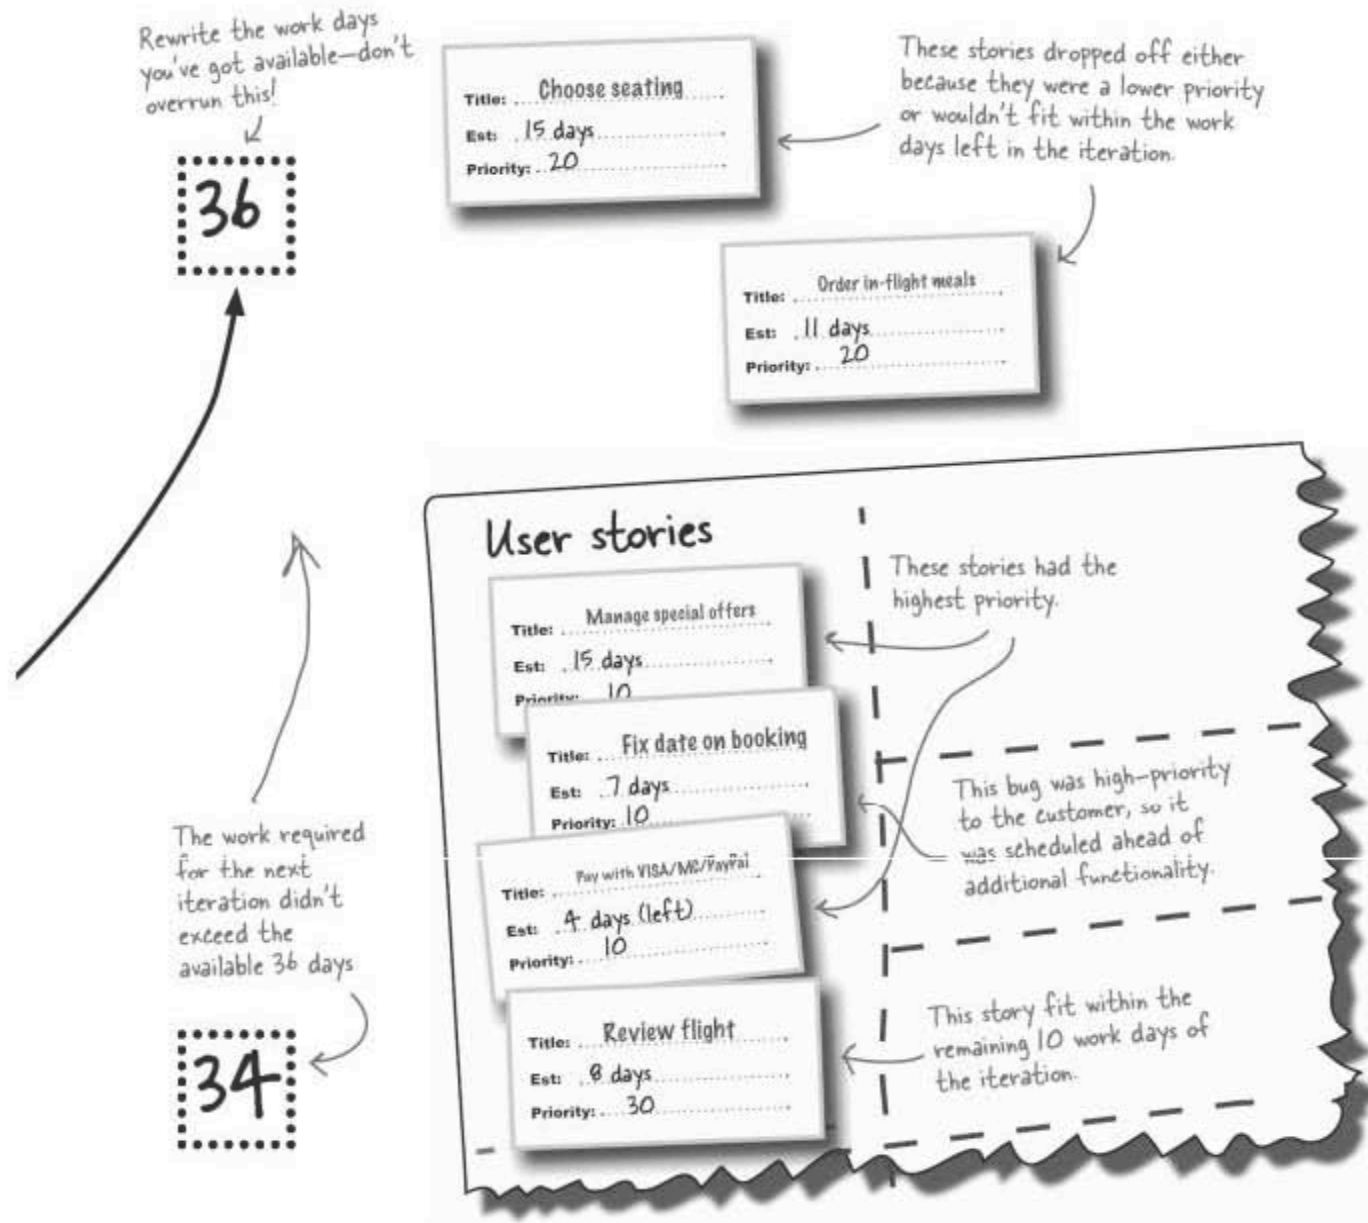 Rewrite the work days
you've got available—don't
overrun this!
36
Title: Choose seating
Est: 15 days
Priority: 20
These stories dropped off either
because they were a lower priority
or wouldn't fit within the work
days left in the iteration.
Title: Order in-flight meals
Est: 11 days
Priority: 20
User stories
Title: Manage special offers
Est: 15 days
Priority: 10
These stories had the
highest priority.
Title: Fix date on booking
Est: 7 days
Priority: 10
This bug was high-priority
to the customer, so it
was scheduled ahead of
additional functionality.
Title: Pay with VISA/MC/PayPal
Est: 4 days (left)
Priority: 10
The work required
for the next
iteration didn't
exceed the
available 36 days
34
Title: Review flight
Est: 8 days
Priority: 30
This story fit within the
remaining 10 work days of
the iteration.